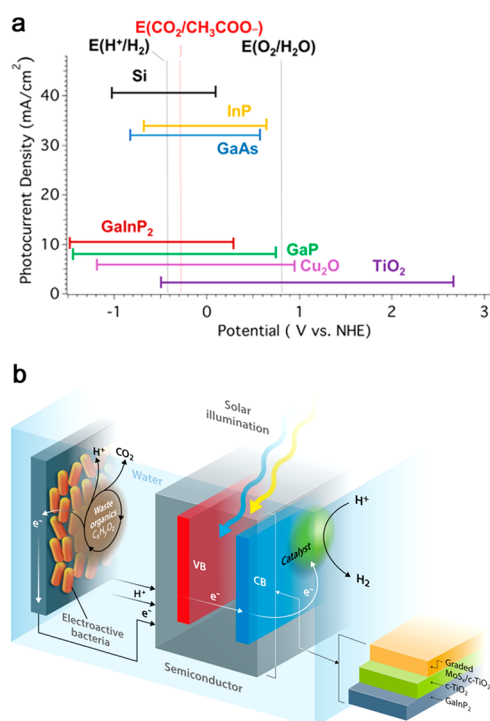 a
E(CO₂/CH₃COO⁻)
E(H⁺/H₂)
E(O₂/H₂O)
Si
InP
GaAs
GaInP₂
GaP
Cu₂O
TiO₂
Photocurrent Density (mA/cm²)
40
30
20
10
0
-1 0 1 2 3
Potential ( V vs. NHE)
b
Solar
illumination
H⁺
CO₂
Water
Waste
organics
e⁻
H⁺
VB
CB
Catalyst
H₂
e⁻
e⁻
H⁺
e⁻
Electroactive
bacteria
Semiconductor
Graded
MoSₓ/c-TiO₂
c-TiO₂
GaInP₂